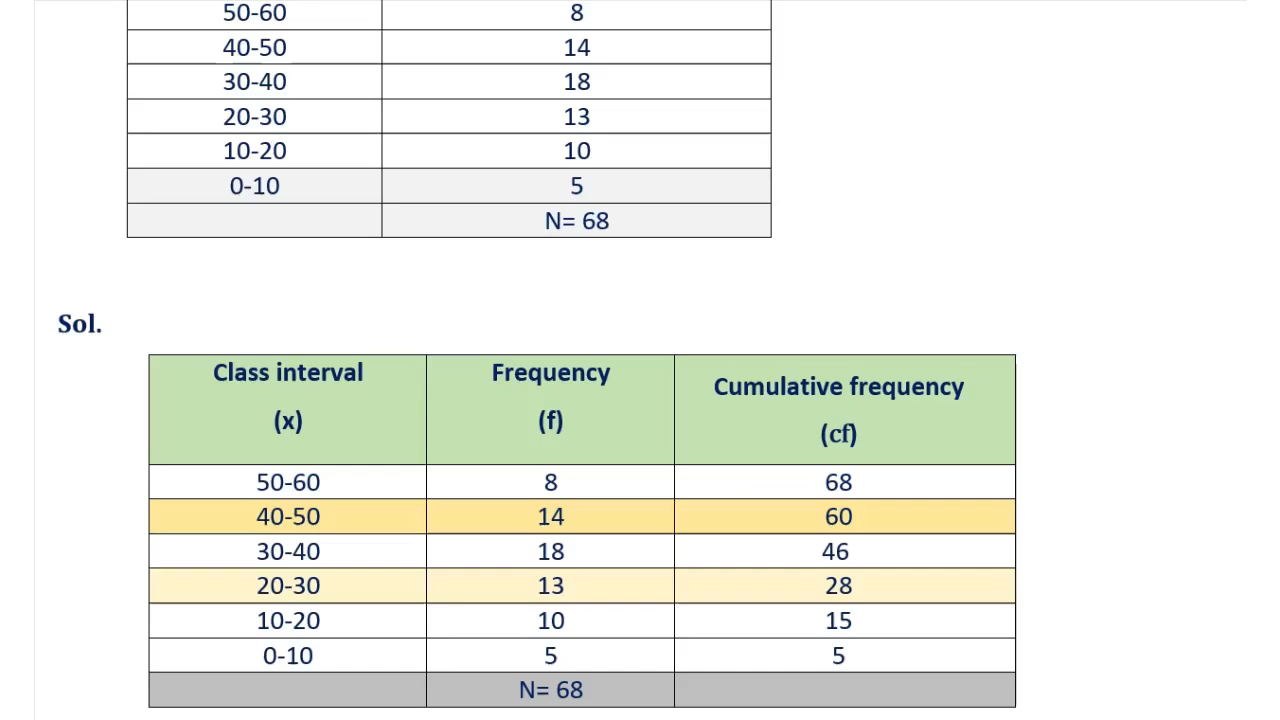 50-60 8
40-50 14
30-40 18
20-30 13
10-20 10
0-10 5
N= 68
Sol.
Class interval (x) Frequency (f) Cumulative frequency (cf)
50-60 8 68
40-50 14 60
30-40 18 46
20-30 13 28
10-20 10 15
0-10 5 5
N= 68